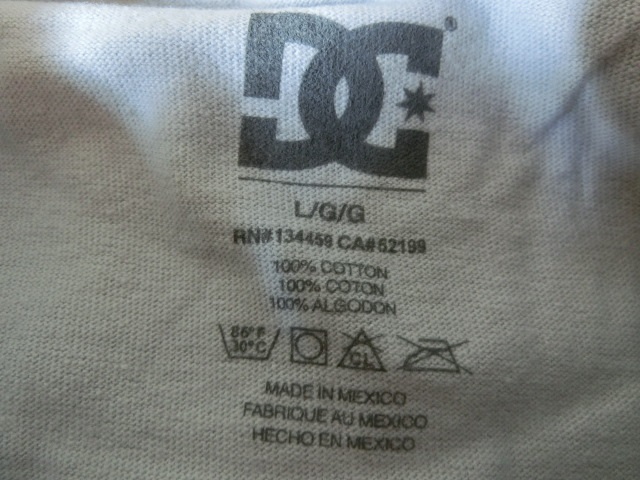 DC®
L/G/G
RN#134459 CA#52199
100% COTTON
100% COTON
100% ALGODON
86°F
30°C
CL
MADE IN MEXICO
FABRIQUE AU MEXICO
HECHO EN MEXICO